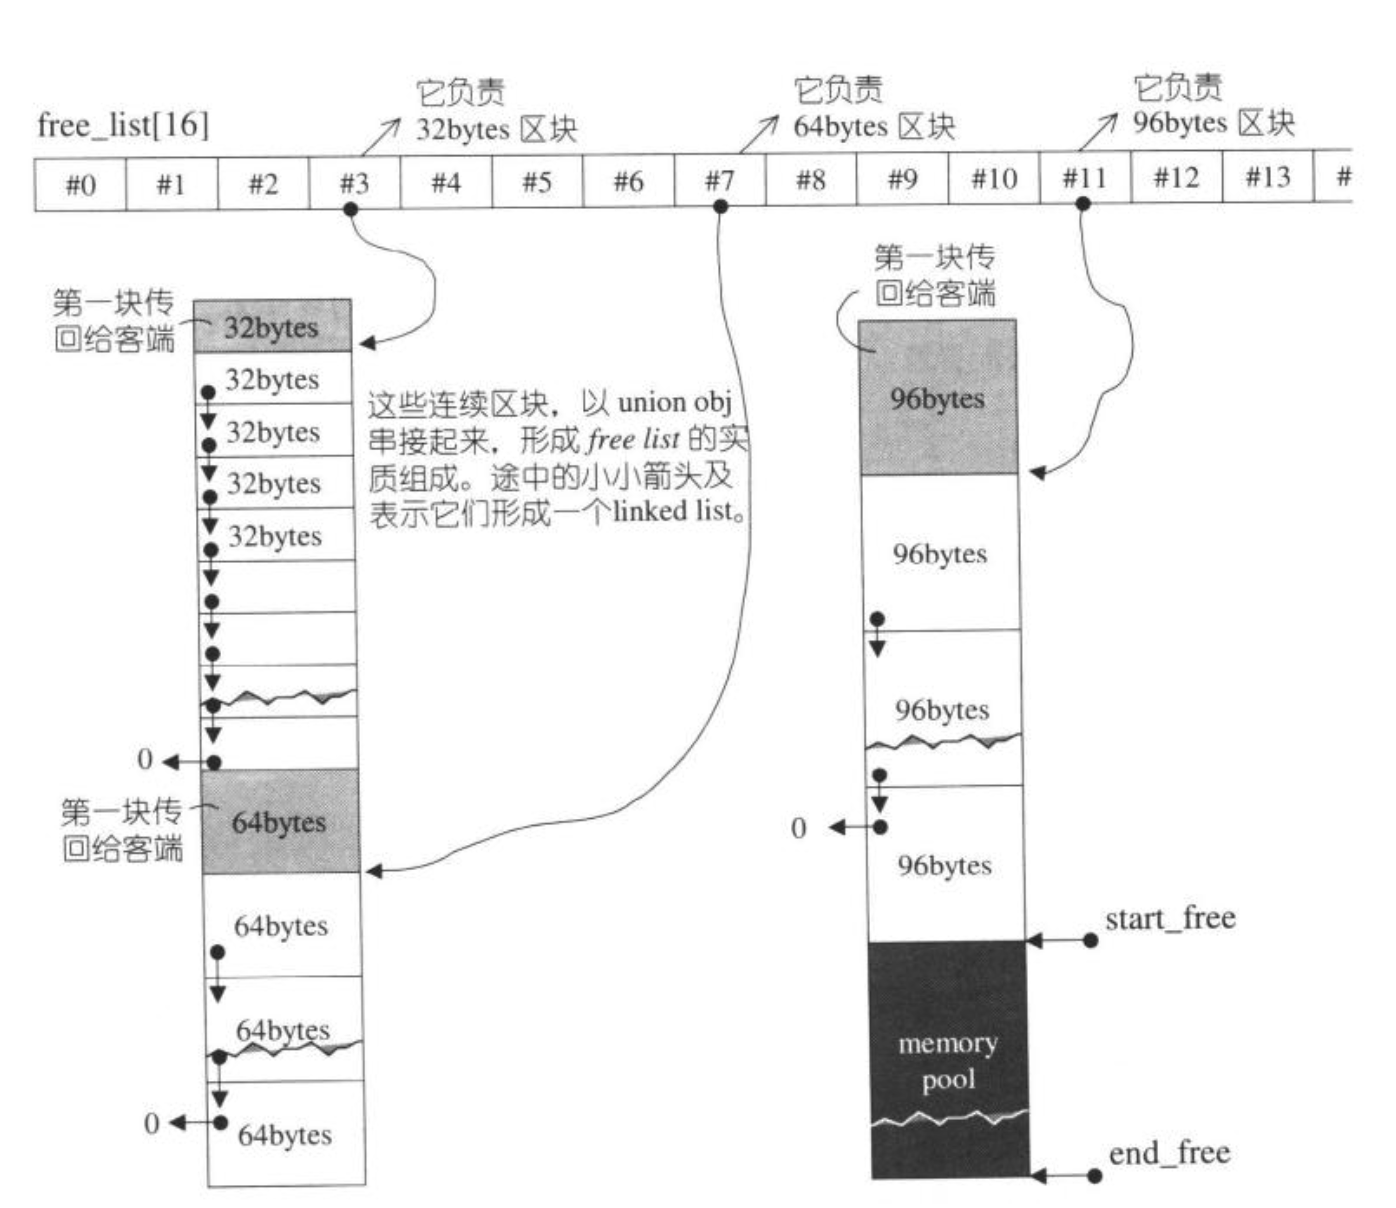 它负责
32bytes 区块
它负责
64bytes 区块
它负责
96bytes 区块
free_list[16]
#0 #1 #2 #3 #4 #5 #6 #7 #8 #9 #10 #11 #12 #13 #
第一块传
回给客端
32bytes
32bytes
32bytes
32bytes
32bytes
0
这些连续区块，以 union obj
串接起来，形成 free list 的实
质组成。途中的小小箭头及
表示它们形成一个linked list。
第一块传
回给客端
64bytes
64bytes
64bytes
64bytes
0
第一块传
回给客端
96bytes
96bytes
96bytes
0
96bytes
start_free
memory
pool
end_free